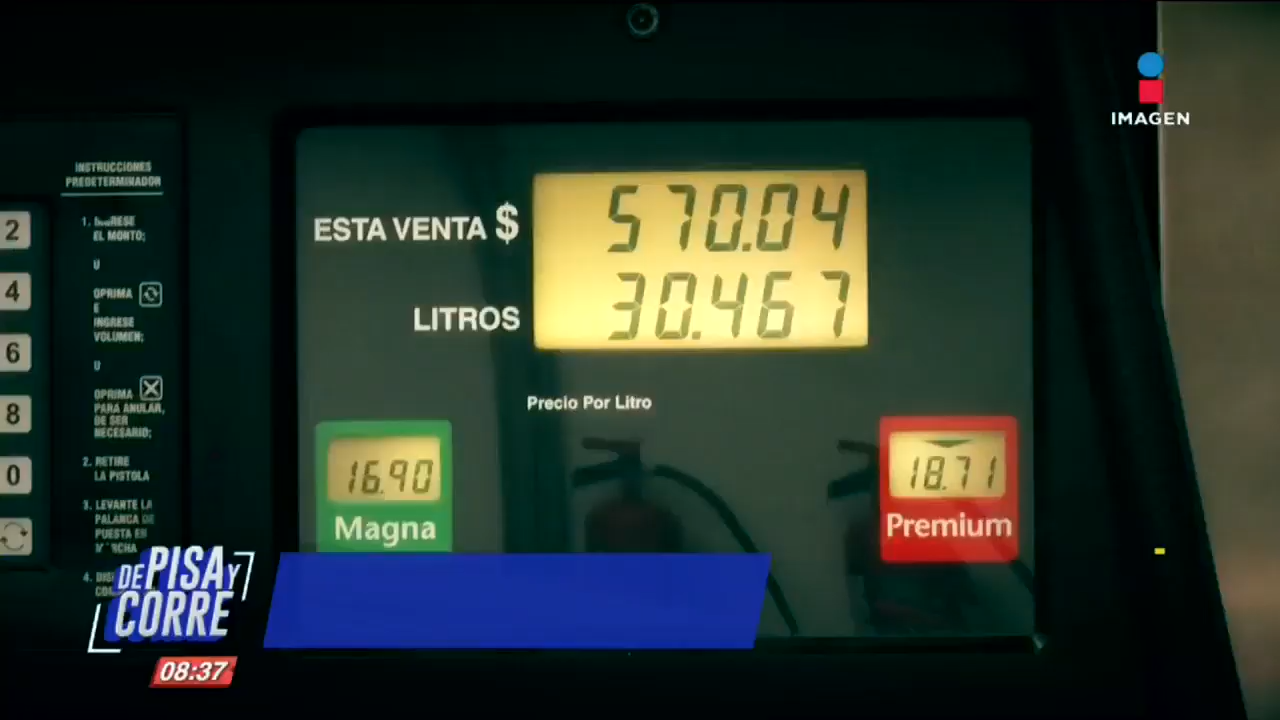 IMAGEN
INSTRUCCIONES
PREDETERMINADOR
1. INGRESE
EL MONTO;
U
OPRIMA
E
INGRESE
VOLUMEN;
U
OPRIMA
PARA ANULAR,
DE SER
NECESARIO;
2. RETIRE
LA PISTOLA
3. LEVANTE LA
PALANCA DE
PUESTA EN
MARCHA
4.
2
4
6
8
0
ESTA VENTA $ 570.04
LITROS 30.467
Precio Por Litro
16.90
Magna
18.71
Premium
DE PISA Y
CORRE
08:37